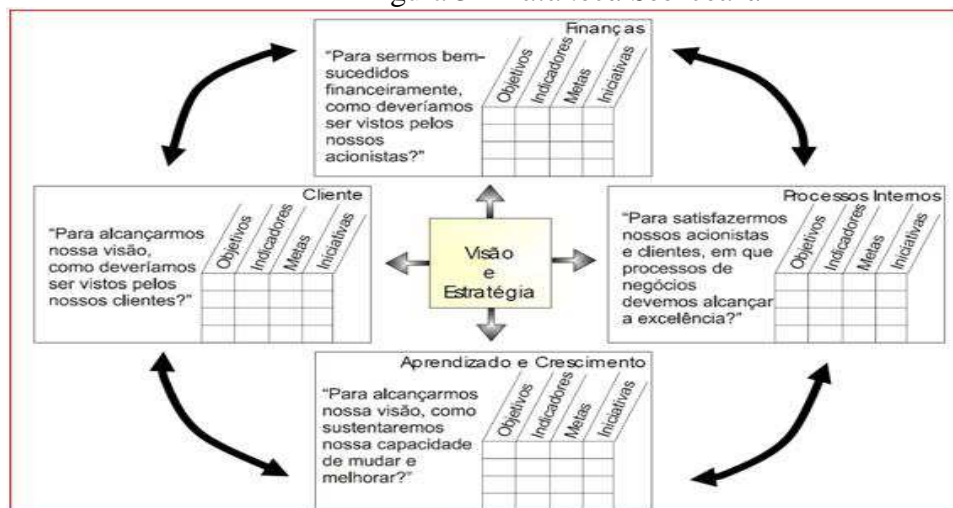 Finanças
"Para sermos bem-
sucedidos
financeiramente,
como deveríamos
ser vistos pelos
nossos
acionistas?"
Objetivos
Indicadores
Metas
Iniciativas
Cliente
"Para alcançarmos
nossa visão,
como deveríamos
ser vistos pelos
nossos clientes?"
Objetivos
Indicadores
Metas
Iniciativas
Visão
e
Estratégia
Processos Internos
"Para satisfazermos
nossos acionistas
e clientes, em que
processos de
negócios
devemos alcançar
a excelência?"
Objetivos
Indicadores
Metas
Iniciativas
Aprendizado e Crescimento
"Para alcançarmos
nossa visão, como
sustentaremos
nossa capacidade
de mudar e
melhorar?"
Objetivos
Indicadores
Metas
Iniciativas